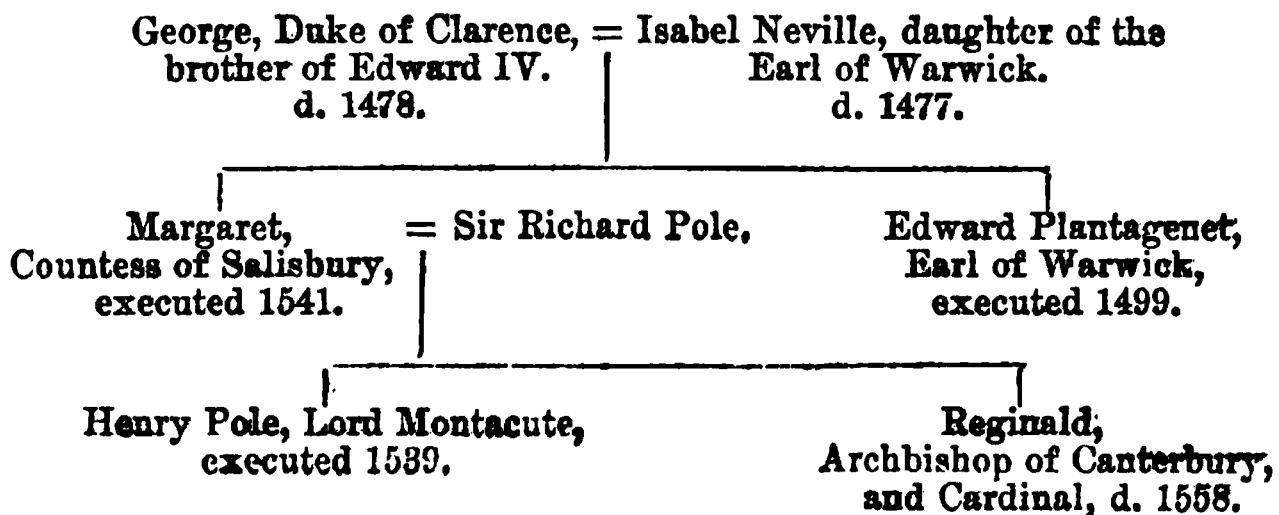 George, Duke of Clarence, = Isabel Neville, daughter of the
brother of Edward IV. Earl of Warwick.
d. 1478. d. 1477.
Margaret, = Sir Richard Pole. Edward Plantagenet,
Countess of Salisbury, Earl of Warwick,
executed 1541. executed 1499.
Henry Pole, Lord Montacute, Reginald,
executed 1539. Archbishop of Canterbury,
and Cardinal, d. 1558.